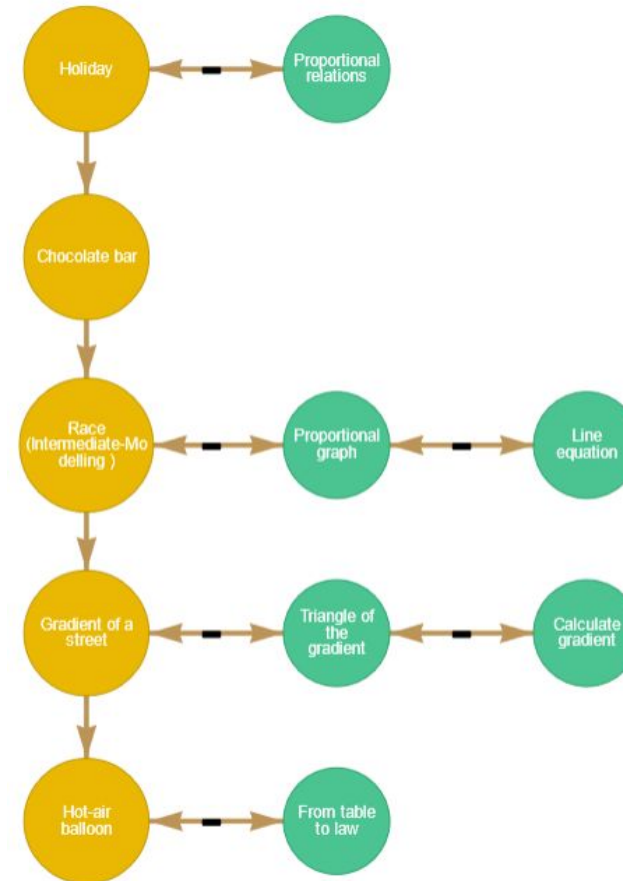 Holiday
Proportional
relations
Chocolate bar
Race
(Intermediate-Mo
delling )
Proportional
graph
Line
equation
Gradient of a
street
Triangle of
the
gradient
Calculate
gradient
Hot-air
balloon
From table
to law